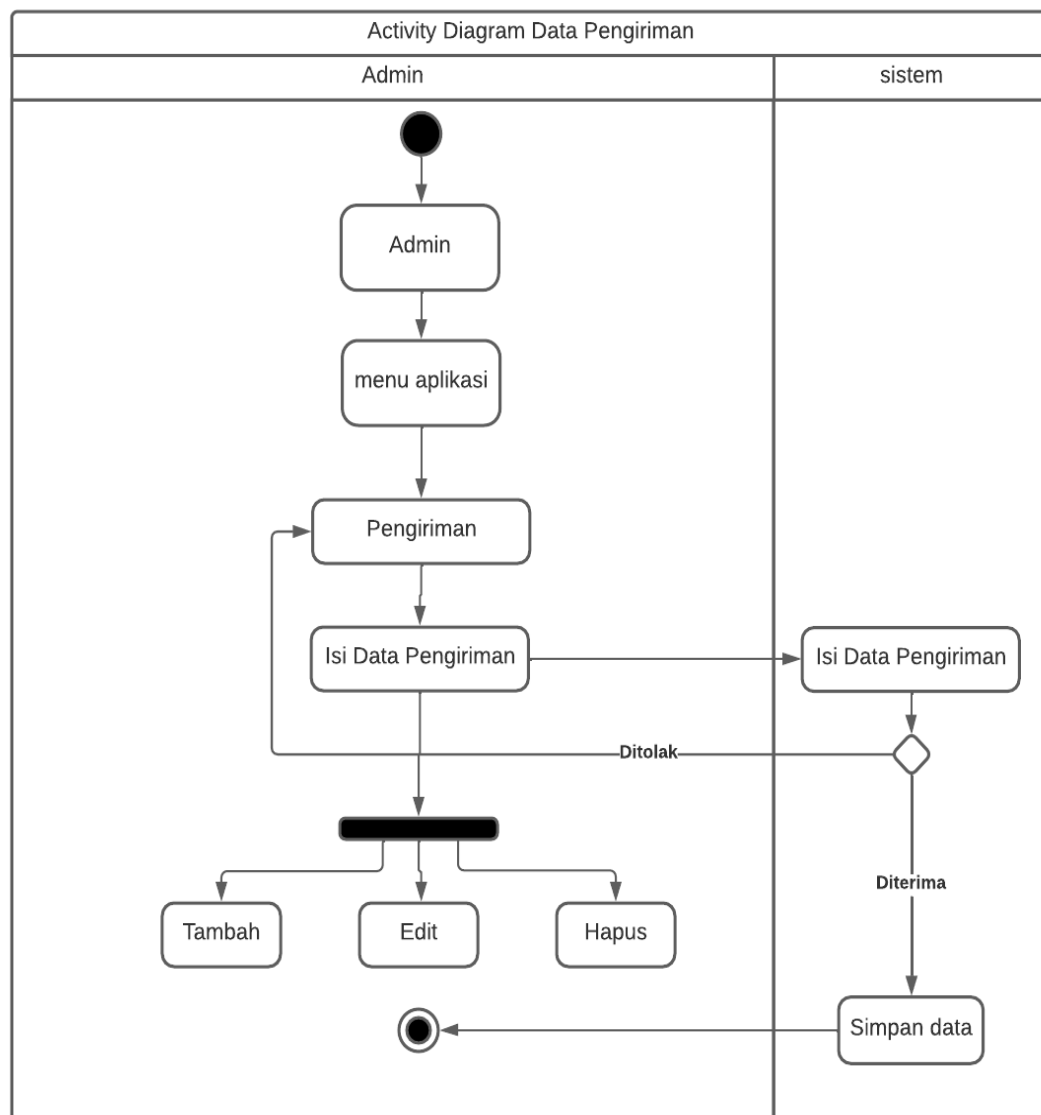 Activity Diagram Data Pengiriman
Admin
sistem
Admin
menu aplikasi
Pengiriman
Isi Data Pengiriman
Isi Data Pengiriman
Ditolak
Diterima
Tambah
Edit
Hapus
Simpan data